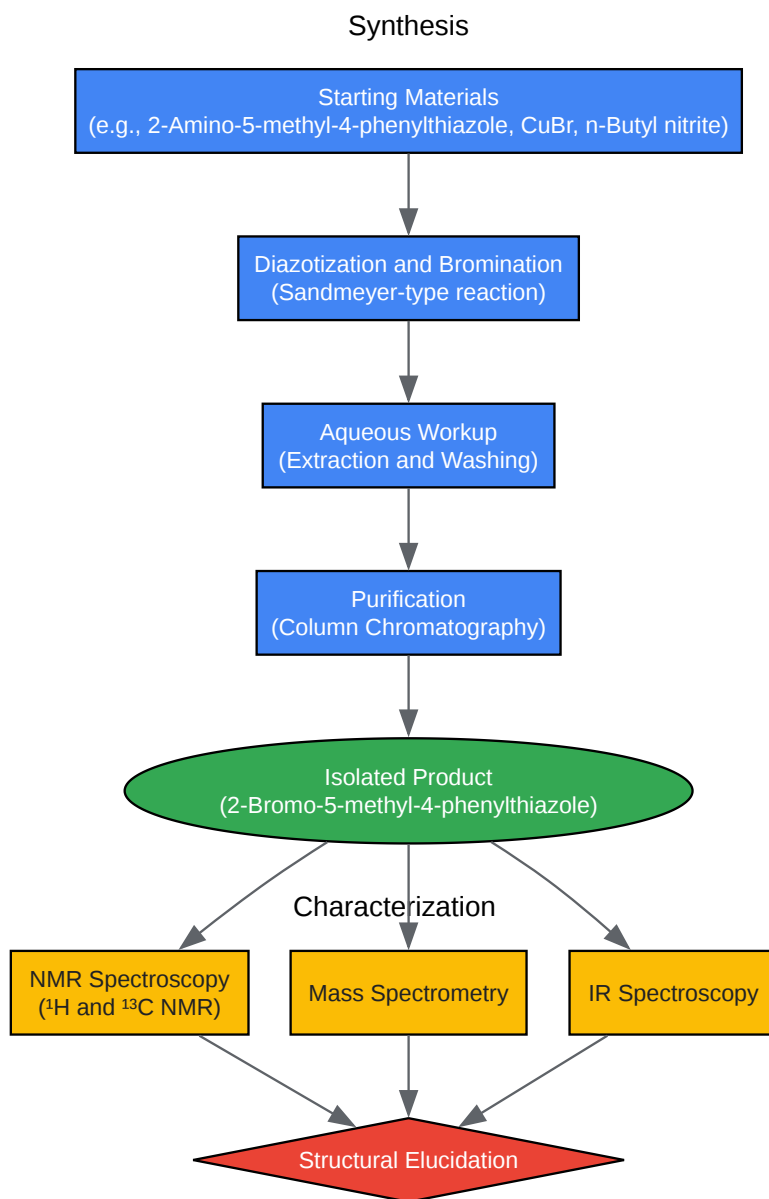 Synthesis
Starting Materials
(e.g., 2-Amino-5-methyl-4-phenylthiazole, CuBr, n-Butyl nitrite)
Diazotization and Bromination
(Sandmeyer-type reaction)
Aqueous Workup
(Extraction and Washing)
Purification
(Column Chromatography)
Isolated Product
(2-Bromo-5-methyl-4-phenylthiazole)
Characterization
NMR Spectroscopy
(¹H and ¹³C NMR)
Mass Spectrometry
IR Spectroscopy
Structural Elucidation